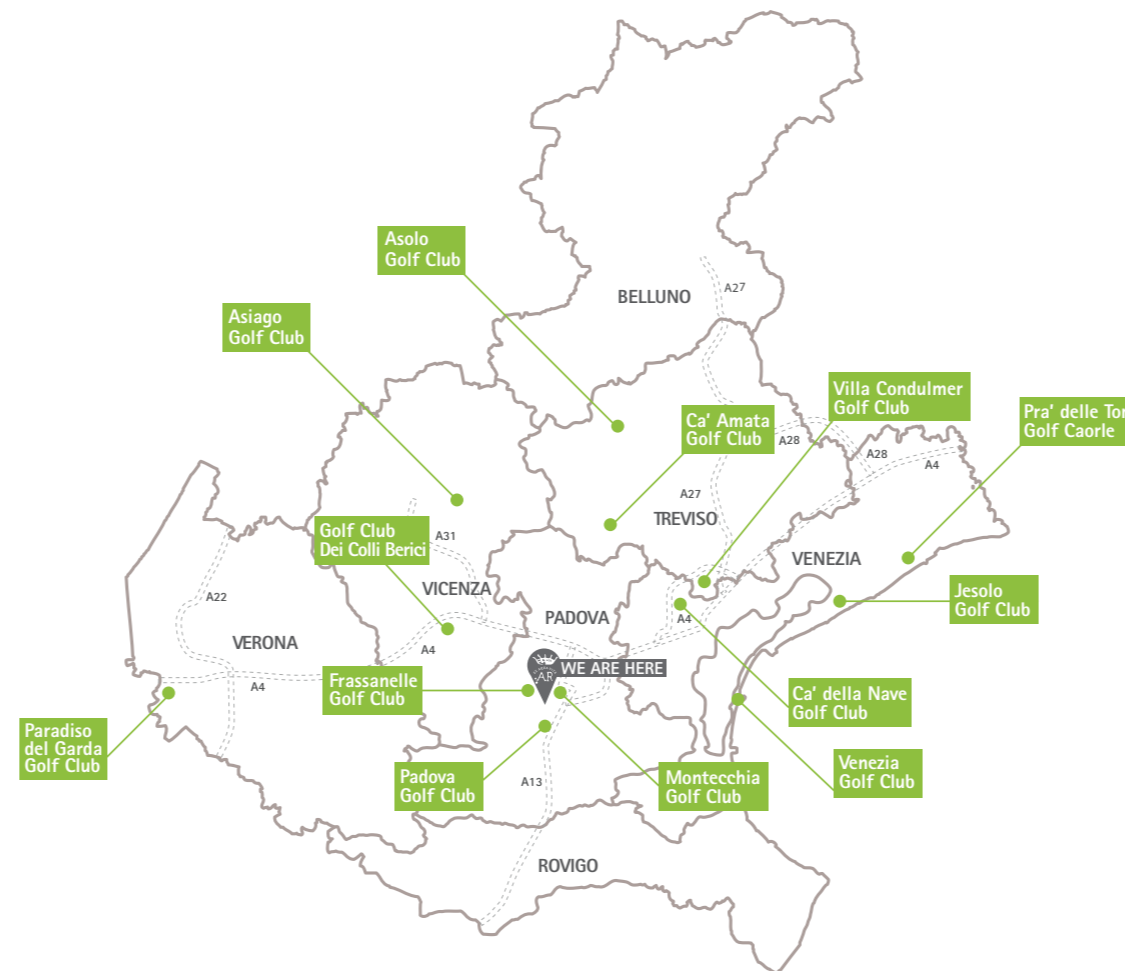 Asolo
Golf Club
BELLUNO
A27
Asiago
Golf Club
Villa Condulmer
Golf Club
Ca' Amata
Golf Club
Pra' delle Tor
Golf Caorle
A28
A28
A4
A27
TREVISO
Golf Club
Dei Colli Berici
A31
VICENZA
VENEZIA
A22
PADOVA
Jesolo
Golf Club
A4
VERONA
A4
A4
AR
WE ARE HERE
Frassanelle
Golf Club
Ca' della Nave
Golf Club
Paradiso
del Garda
Golf Club
Padova
Golf Club
A13
Montecchia
Golf Club
Venezia
Golf Club
ROVIGO